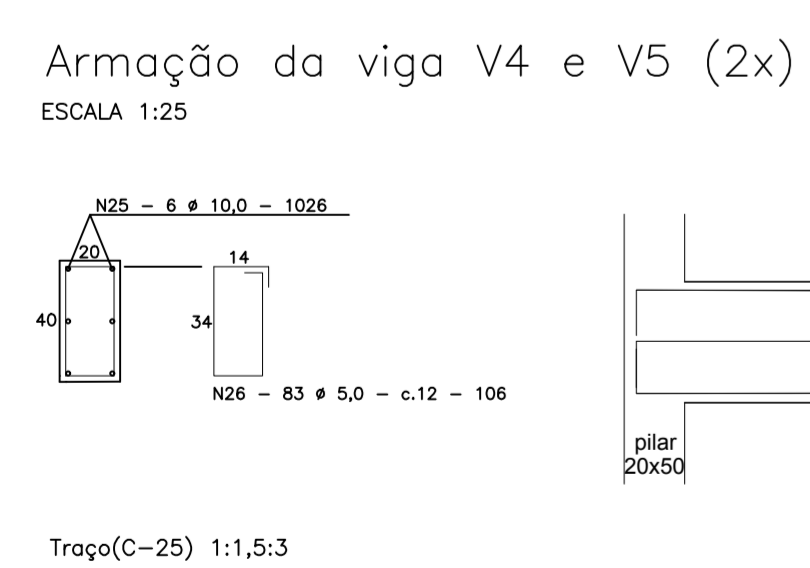 Armação da viga V4 e V5 (2x)
ESCALA 1:25
N25 - 6 ø 10,0 - 1026
20
14
40
34
N26 - 83 ø 5,0 - c.12 - 106
pilar
20x50
Traço(C-25) 1:1,5:3